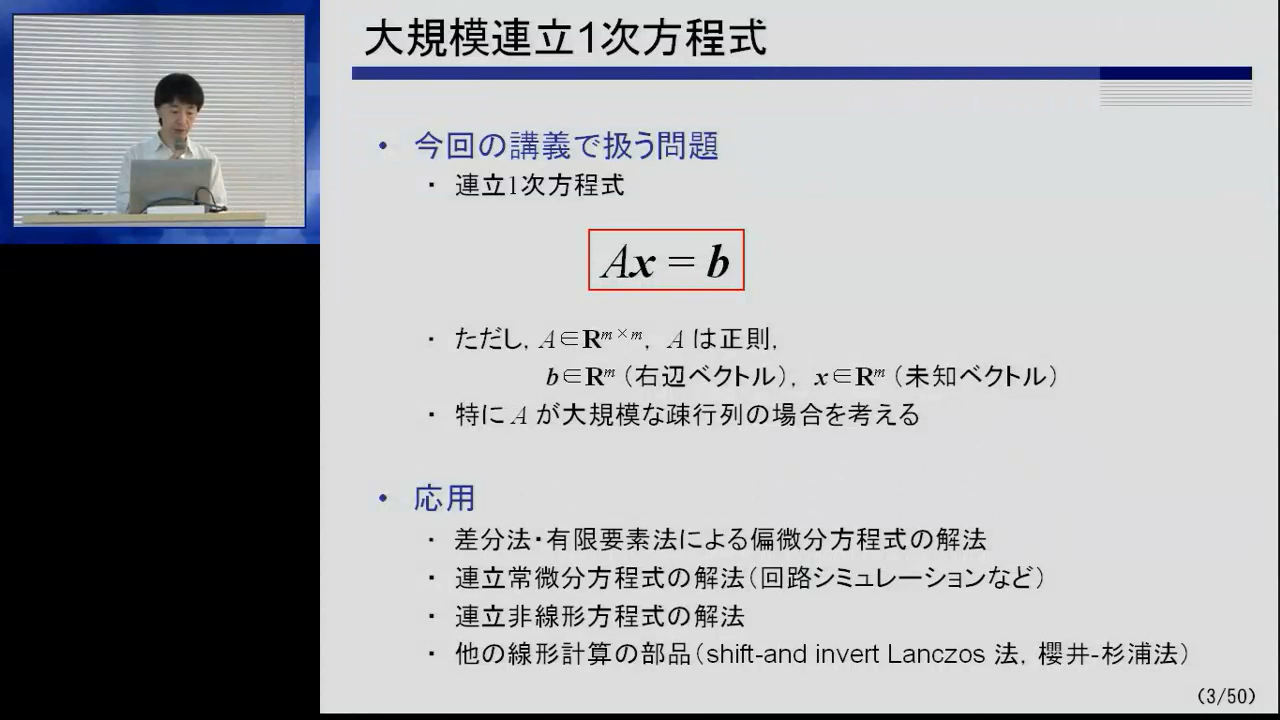 大規模連立1次方程式
• 今回の講義で扱う問題
・ 連立1次方程式
Ax = b
・ ただし, A∈R^{m×m}, A は正則,
b∈R^m (右辺ベクトル), x∈R^m (未知ベクトル)
・ 特に A が大規模な疎行列の場合を考える
• 応用
・ 差分法・有限要素法による偏微分方程式の解法
・ 連立常微分方程式の解法(回路シミュレーションなど)
・ 連立非線形方程式の解法
・ 他の線形計算の部品(shift-and invert Lanczos 法, 櫻井-杉浦法)
(3/50)